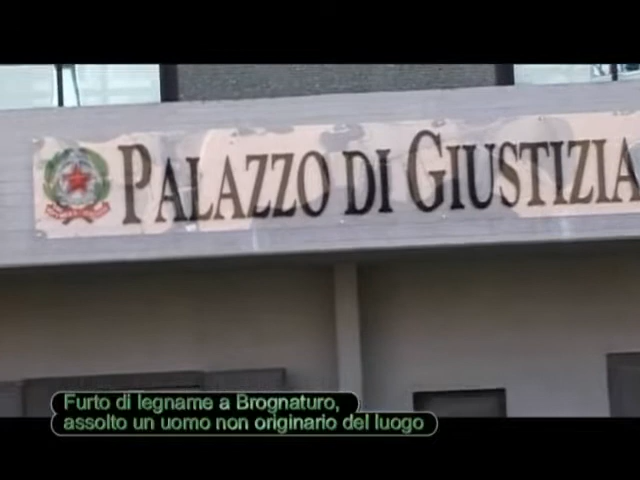 PALAZZO DI GIUSTIZIA
Furto di legname a Brognaturo,
assolto un uomo non originario del luogo